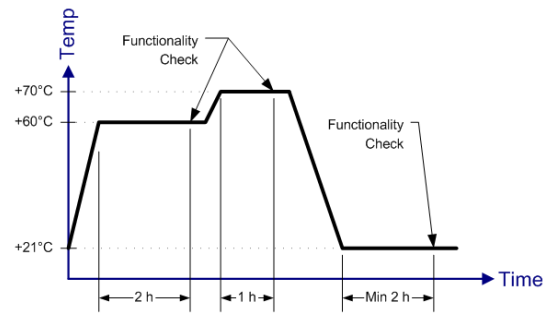 Temp
Functionality
Check
+70°C
+60°C
Functionality
Check
+21°C
Time
2 h
1 h
Min 2 h